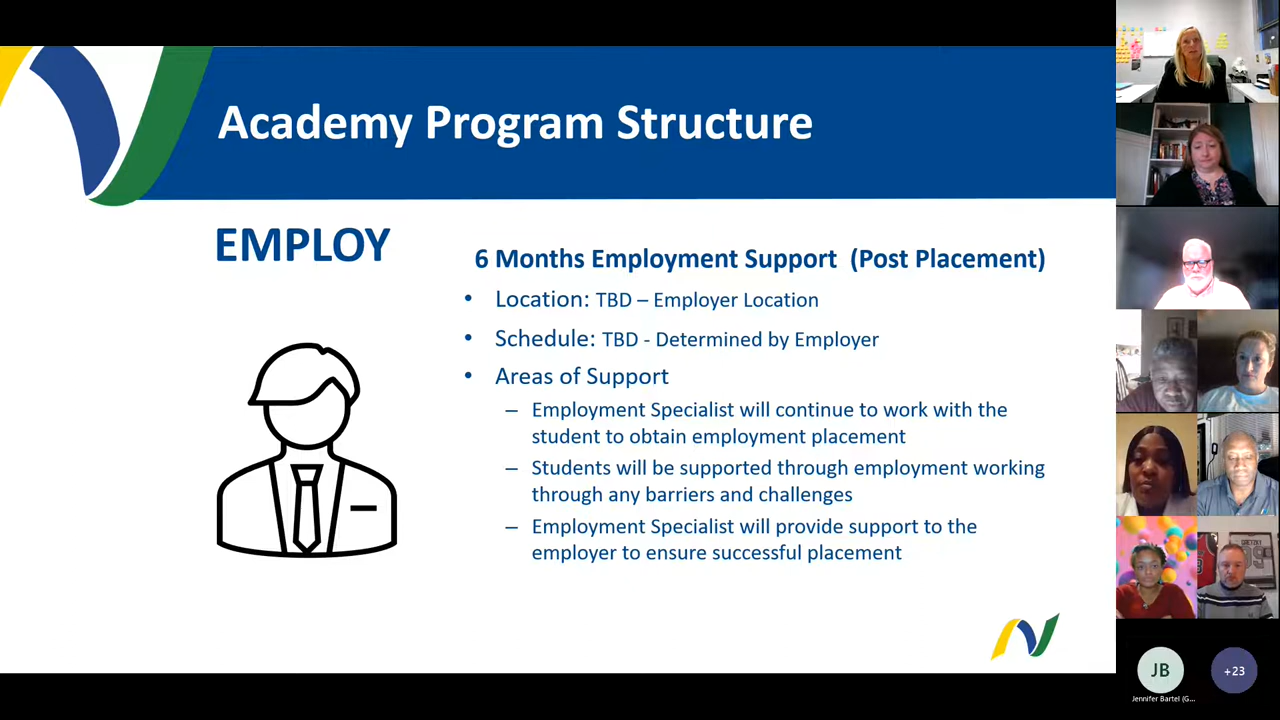 Academy Program Structure
EMPLOY
6 Months Employment Support (Post Placement)
• Location: TBD – Employer Location
• Schedule: TBD - Determined by Employer
• Areas of Support
– Employment Specialist will continue to work with the
student to obtain employment placement
– Students will be supported through employment working
through any barriers and challenges
– Employment Specialist will provide support to the
employer to ensure successful placement
GRETZKY
99
JB
+23
Jennifer Bartel (G...